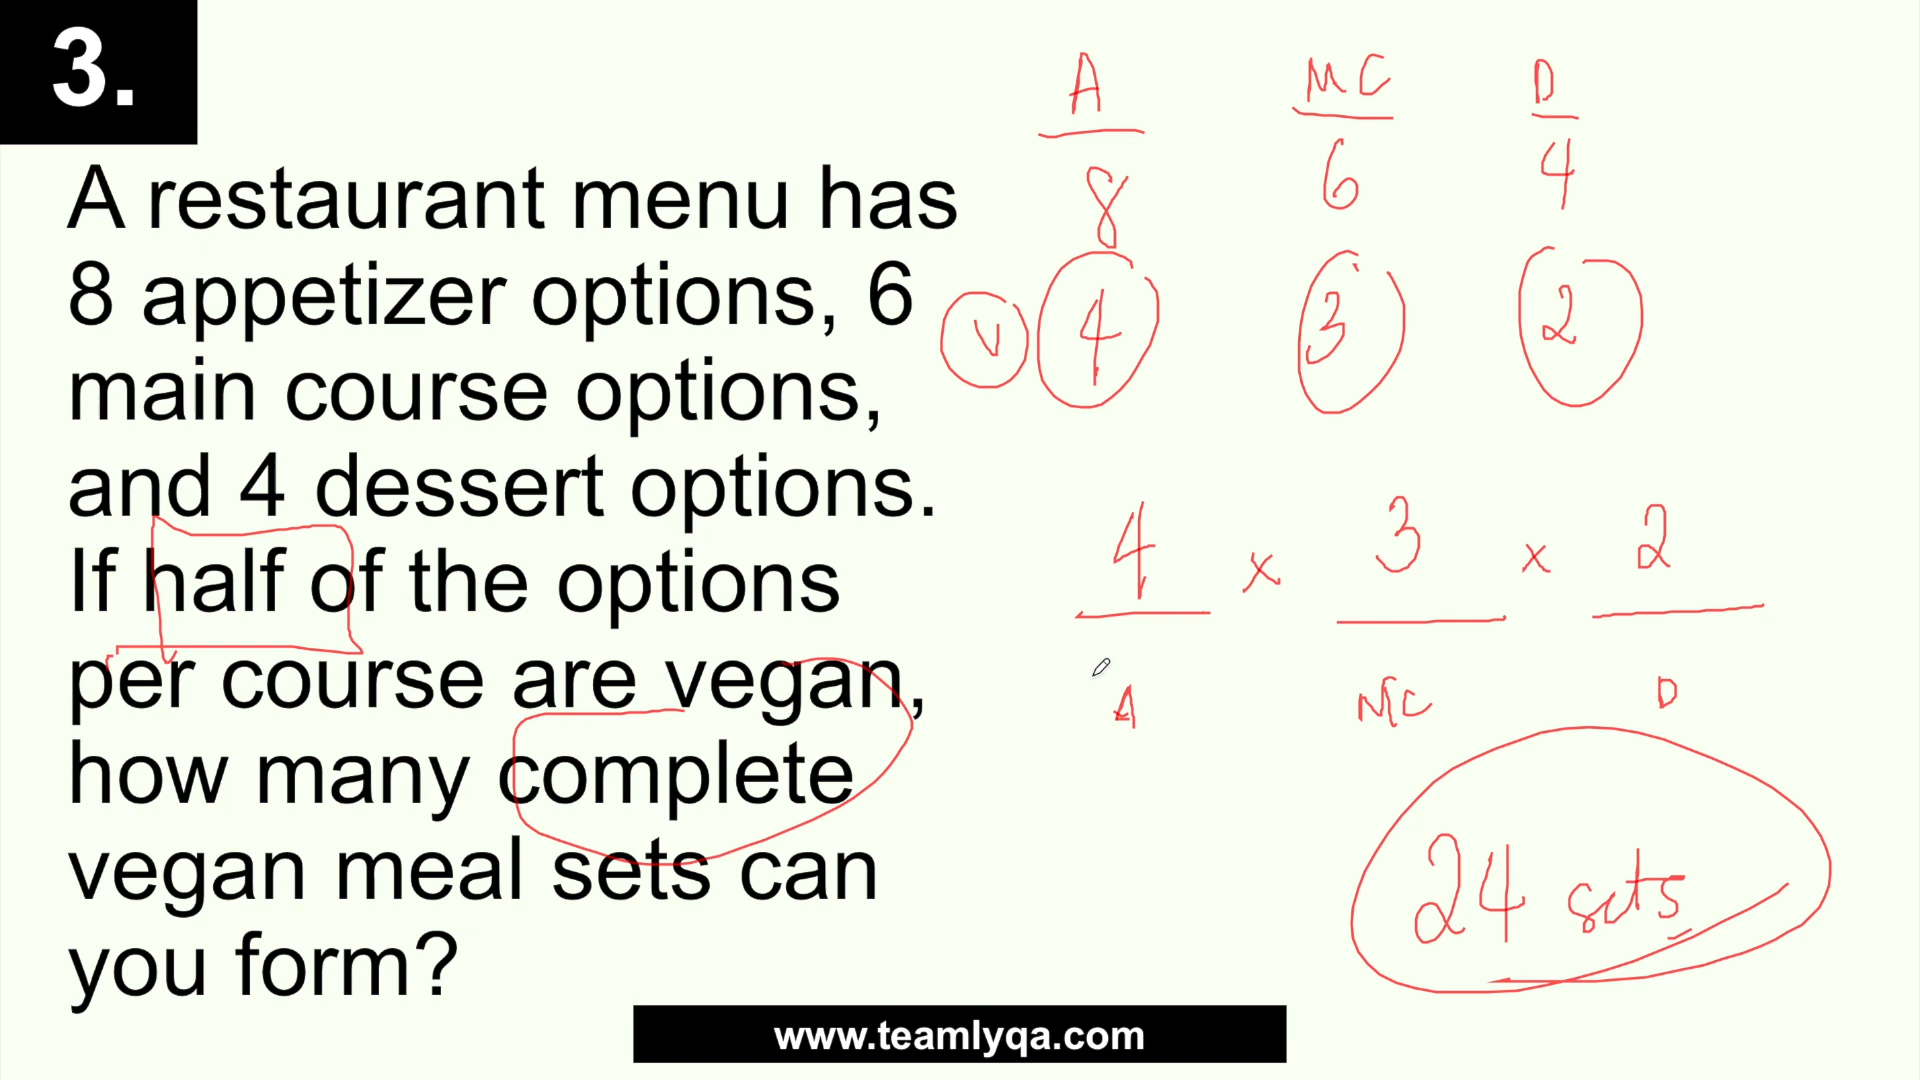 3.
A restaurant menu has
8 appetizer options, 6
main course options,
and 4 dessert options.
If half of the options
per course are vegan,
how many complete
vegan meal sets can
you form?
A MC D
8 6 4
V 4 3 2
4 x 3 x 2
A MC D
24 sets
www.teamlyqa.com